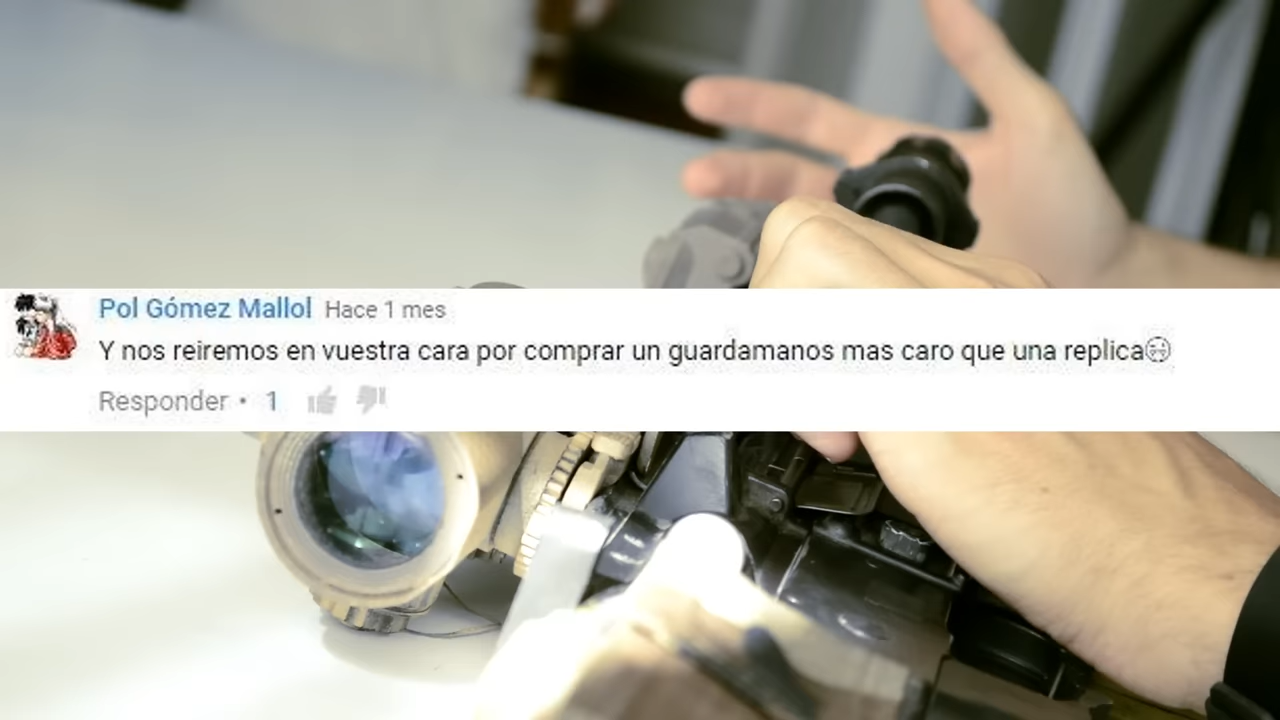 Pol Gómez Mallol Hace 1 mes
Y nos reiremos en vuestra cara por comprar un guardamanos mas caro que una replica😃
Responder • 1